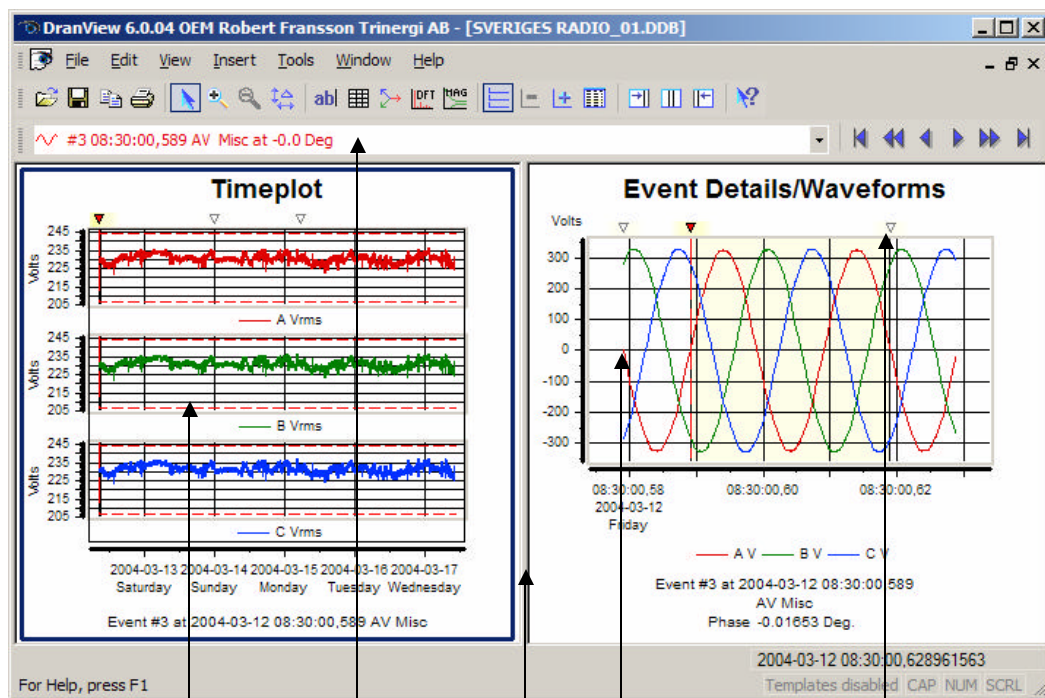 DranView 6.0.04 OEM Robert Fransson Trinergi AB - [SVERIGES RADIO_01.DDB]
File Edit View Insert Tools Window Help
ab| DFT MAG
#3 08:30:00,589 AV Misc at -0.0 Deg
Timeplot
245
235
225
215
205
Volts
A Vrms
245
235
225
215
205
Volts
B Vrms
245
235
225
215
205
Volts
C Vrms
2004-03-13 2004-03-14 2004-03-15 2004-03-16 2004-03-17
Saturday Sunday Monday Tuesday Wednesday
Event #3 at 2004-03-12 08:30:00,589 AV Misc
Event Details/Waveforms
Volts
300
200
100
0
-100
-200
-300
08:30:00,58 08:30:00,60 08:30:00,62
2004-03-12
Friday
A V B V C V
Event #3 at 2004-03-12 08:30:00,589
AV Misc
Phase -0.01653 Deg.
2004-03-12 08:30:00,628961563
For Help, press F1 Templates disabled CAP NUM SCRL